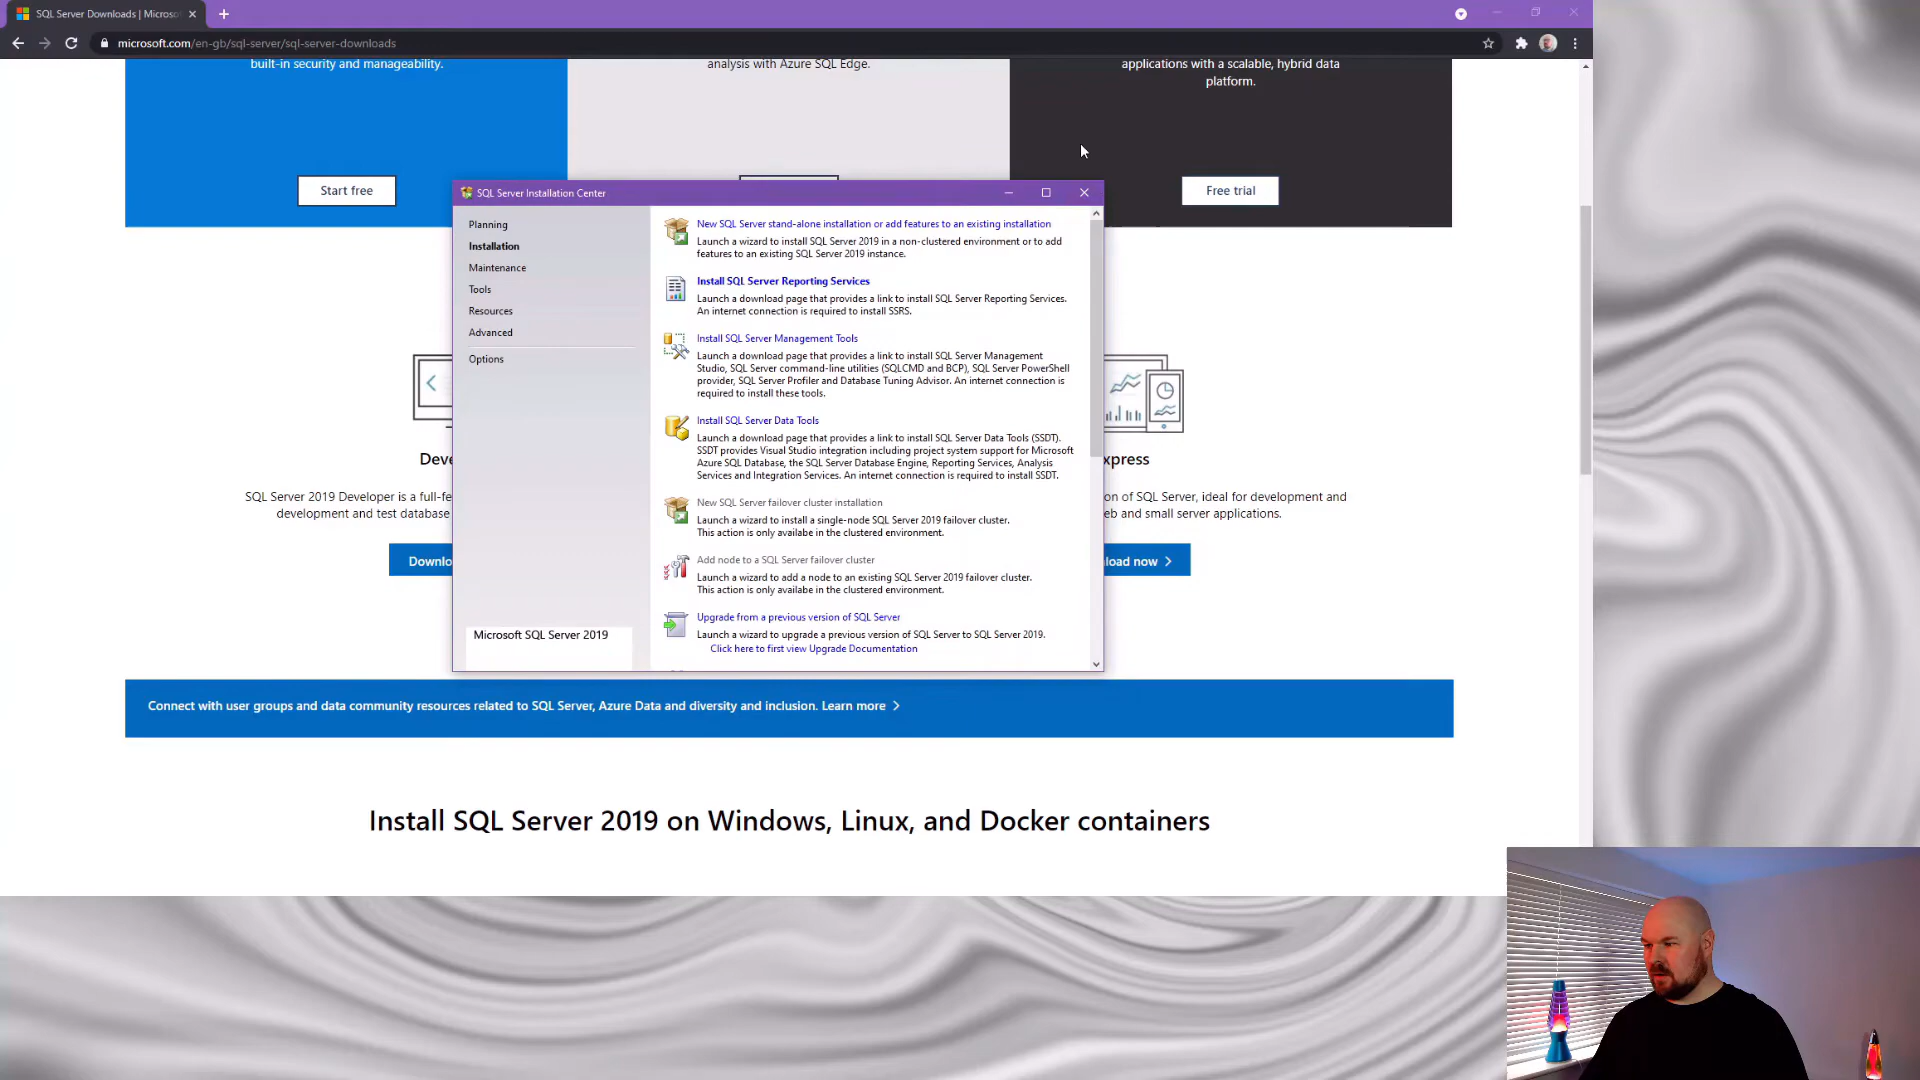 SQL Server Downloads | Microso
microsoft.com/en-gb/sql-server/sql-server-downloads
built-in security and manageability.
analysis with Azure SQL Edge.
applications with a scalable, hybrid data
platform.
Start free
Free trial
SQL Server Installation Center
Planning
Installation
Maintenance
Tools
Resources
Advanced
Options
Microsoft SQL Server 2019
New SQL Server stand-alone installation or add features to an existing installation
Launch a wizard to install SQL Server 2019 in a non-clustered environment or to add
features to an existing SQL Server 2019 instance.
Install SQL Server Reporting Services
Launch a download page that provides a link to install SQL Server Reporting Services.
An internet connection is required to install SSRS.
Install SQL Server Management Tools
Launch a download page that provides a link to install SQL Server Management
Studio, SQL Server command-line utilities (SQLCMD and BCP), SQL Server PowerShell
provider, SQL Server Profiler and Database Tuning Advisor. An internet connection is
required to install these tools.
Install SQL Server Data Tools
Launch a download page that provides a link to install SQL Server Data Tools (SSDT).
SSDT provides Visual Studio integration including project system support for Microsoft
Azure SQL Database, the SQL Server Database Engine, Reporting Services, Analysis
Services and Integration Services. An internet connection is required to install SSDT.
New SQL Server failover cluster installation
Launch a wizard to install a single-node SQL Server 2019 failover cluster.
This action is only availabe in the clustered environment.
Add node to a SQL Server failover cluster
Launch a wizard to add a node to an existing SQL Server 2019 failover cluster.
This action is only availabe in the clustered environment.
Upgrade from a previous version of SQL Server
Launch a wizard to upgrade a previous version of SQL Server to SQL Server 2019.
Click here to first view Upgrade Documentation
Deve
SQL Server 2019 Developer is a full-fe
development and test database
Downlo
xpress
on of SQL Server, ideal for development and
eb and small server applications.
load now
Connect with user groups and data community resources related to SQL Server, Azure Data and diversity and inclusion. Learn more
Install SQL Server 2019 on Windows, Linux, and Docker containers